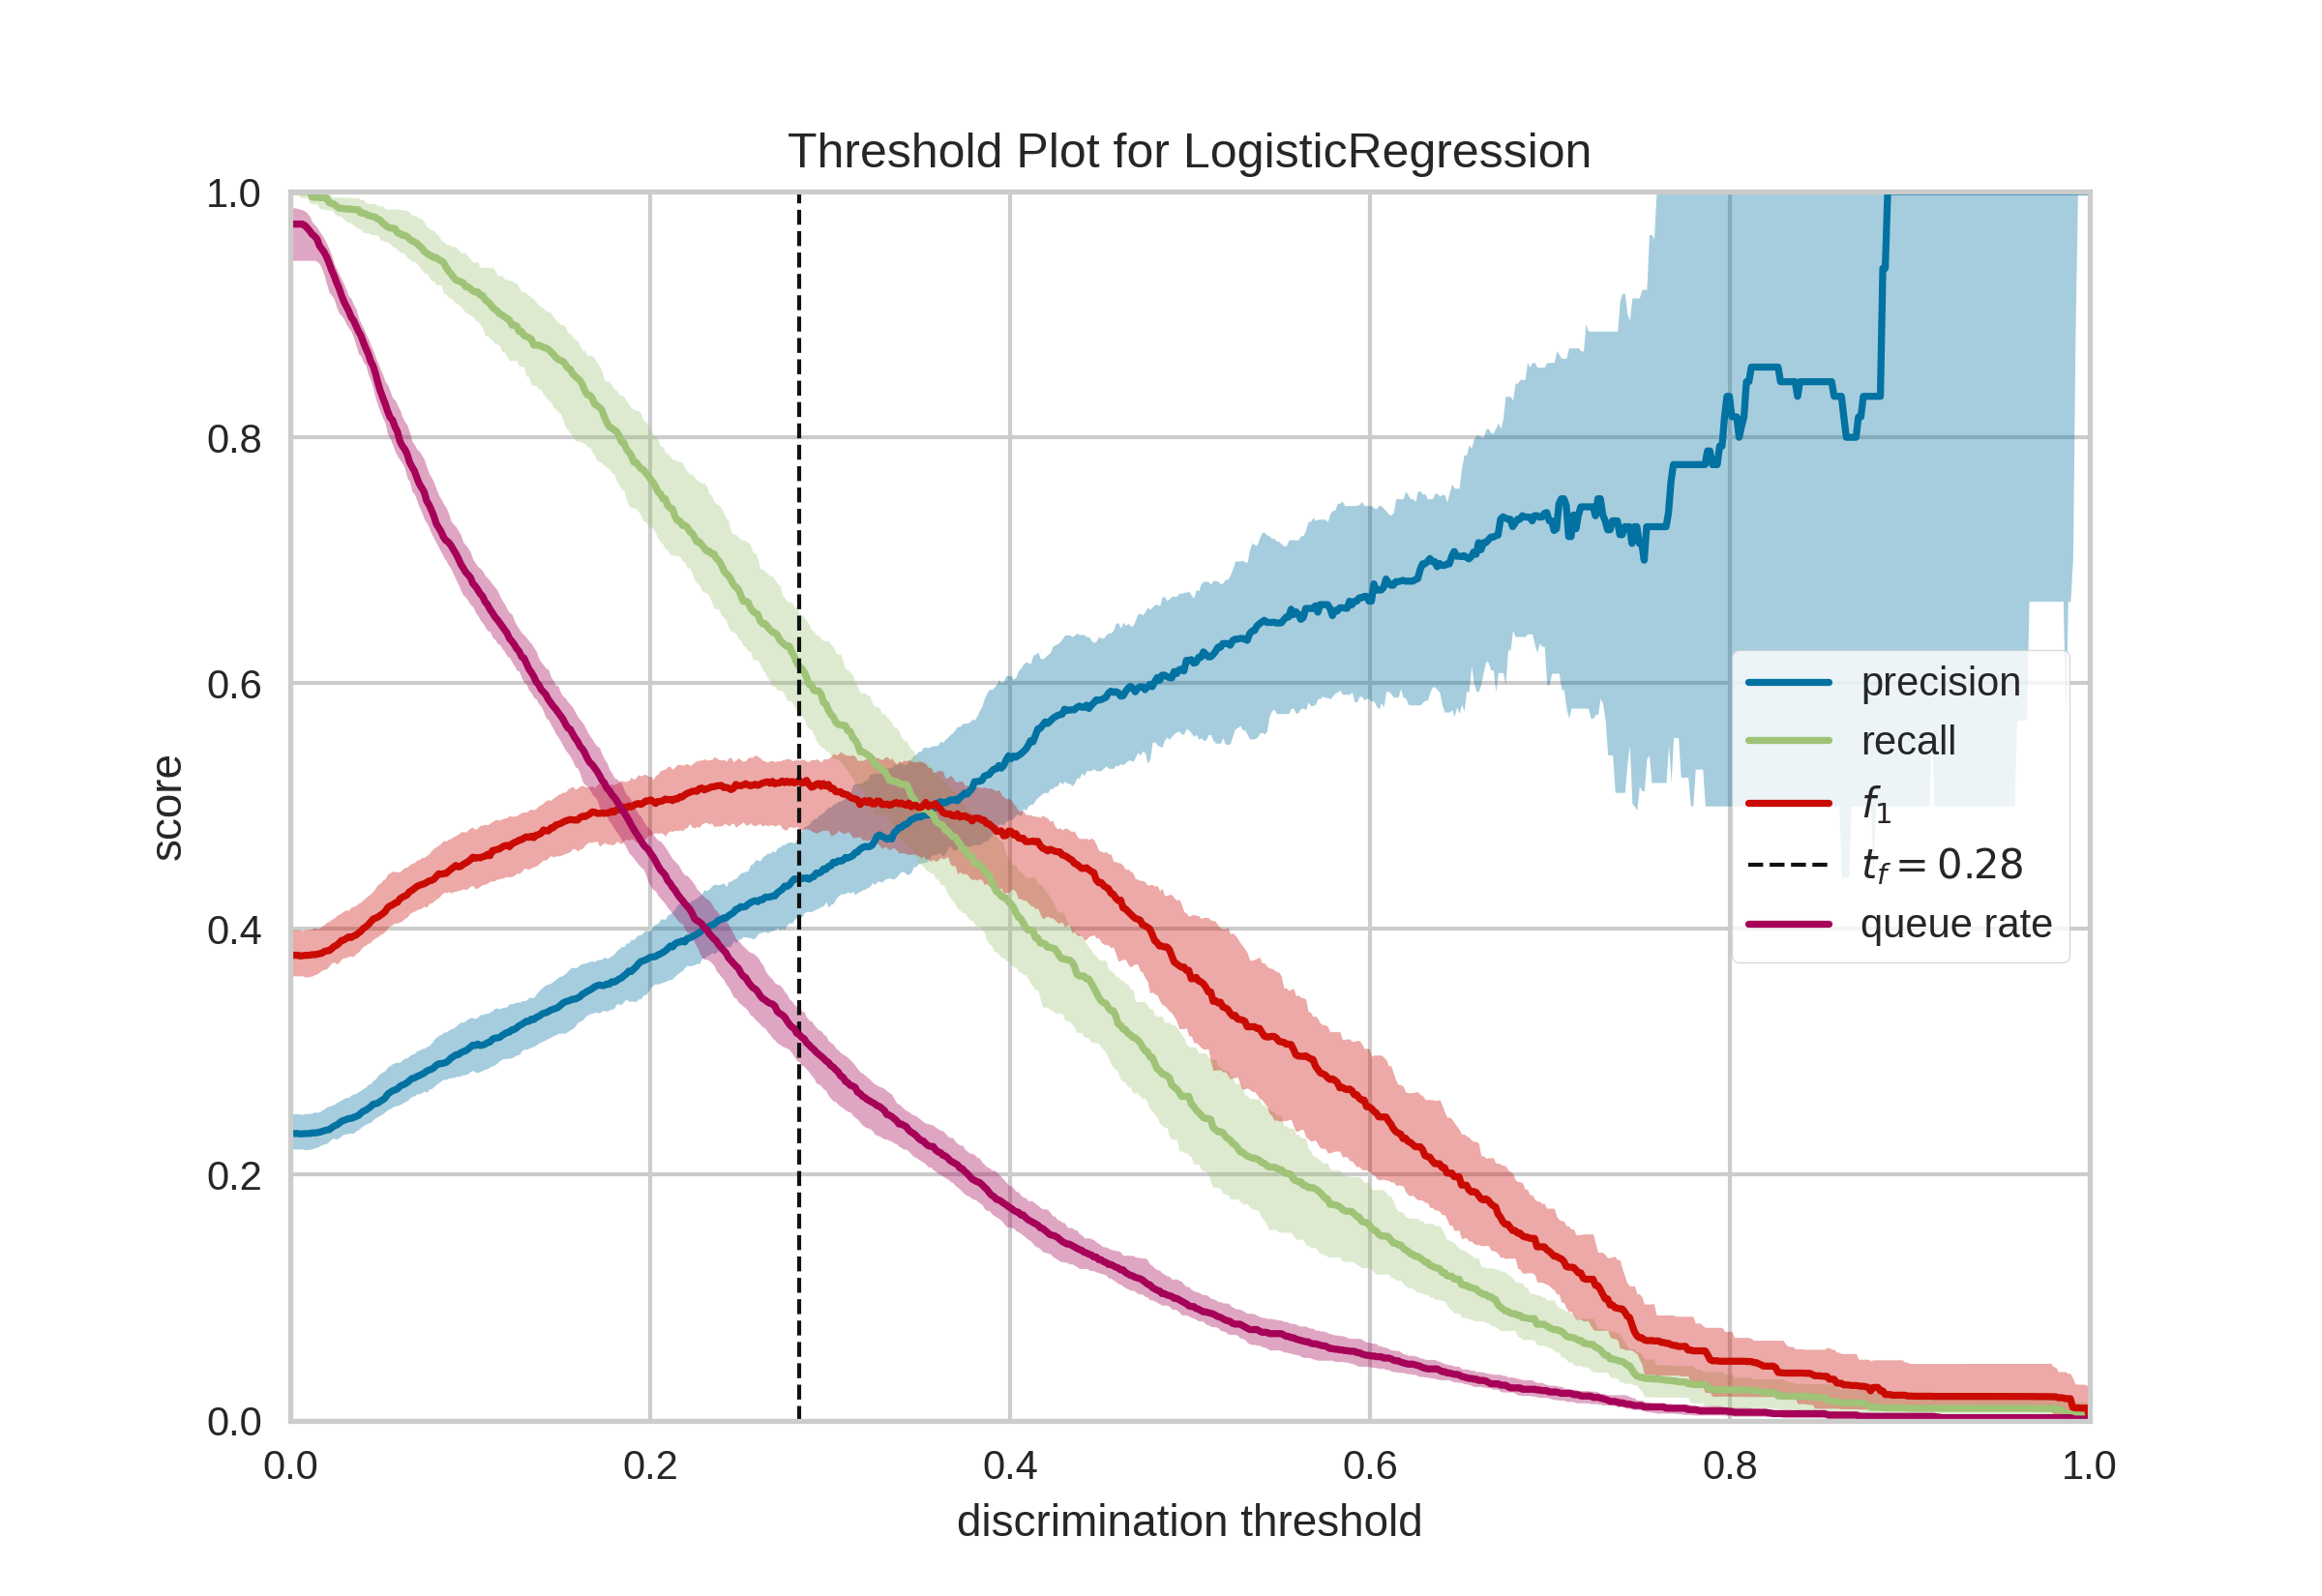 Threshold Plot for LogisticRegression
1.0
0.8
0.6
0.4
0.2
0.0
score
precision
recall
f₁
t_f = 0.28
queue rate
0.0 0.2 0.4 0.6 0.8 1.0
discrimination threshold